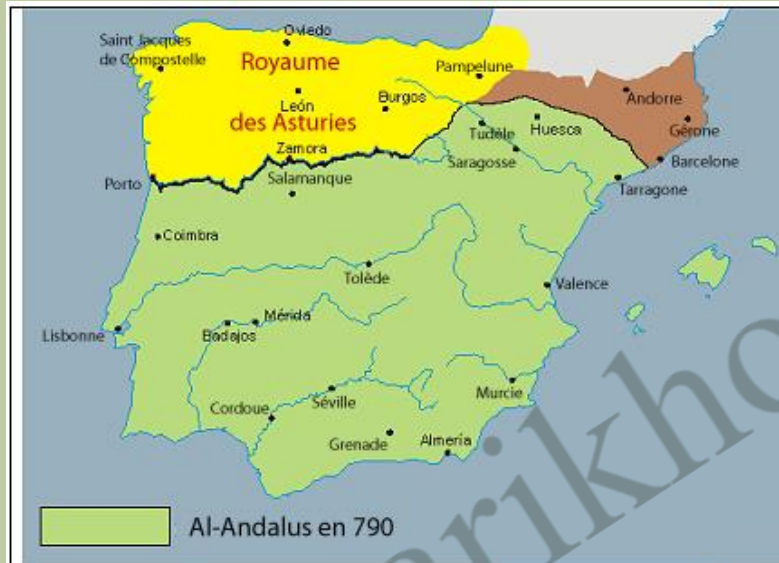 Oviedo
Saint Jacques
de Compostelle
Royaume
Pampelune
Andorre
León
Burgos
des Asturies
Tudèle
Huesca
Gérone
Zamora
Saragosse
Barcelone
Porto
Salamanque
Tarragone
Coimbra
Tolède
Valence
Lisbonne
Badajos
Mérida
Cordoue
Séville
Murcie
Grenade
Almería
Al-Andalus en 790